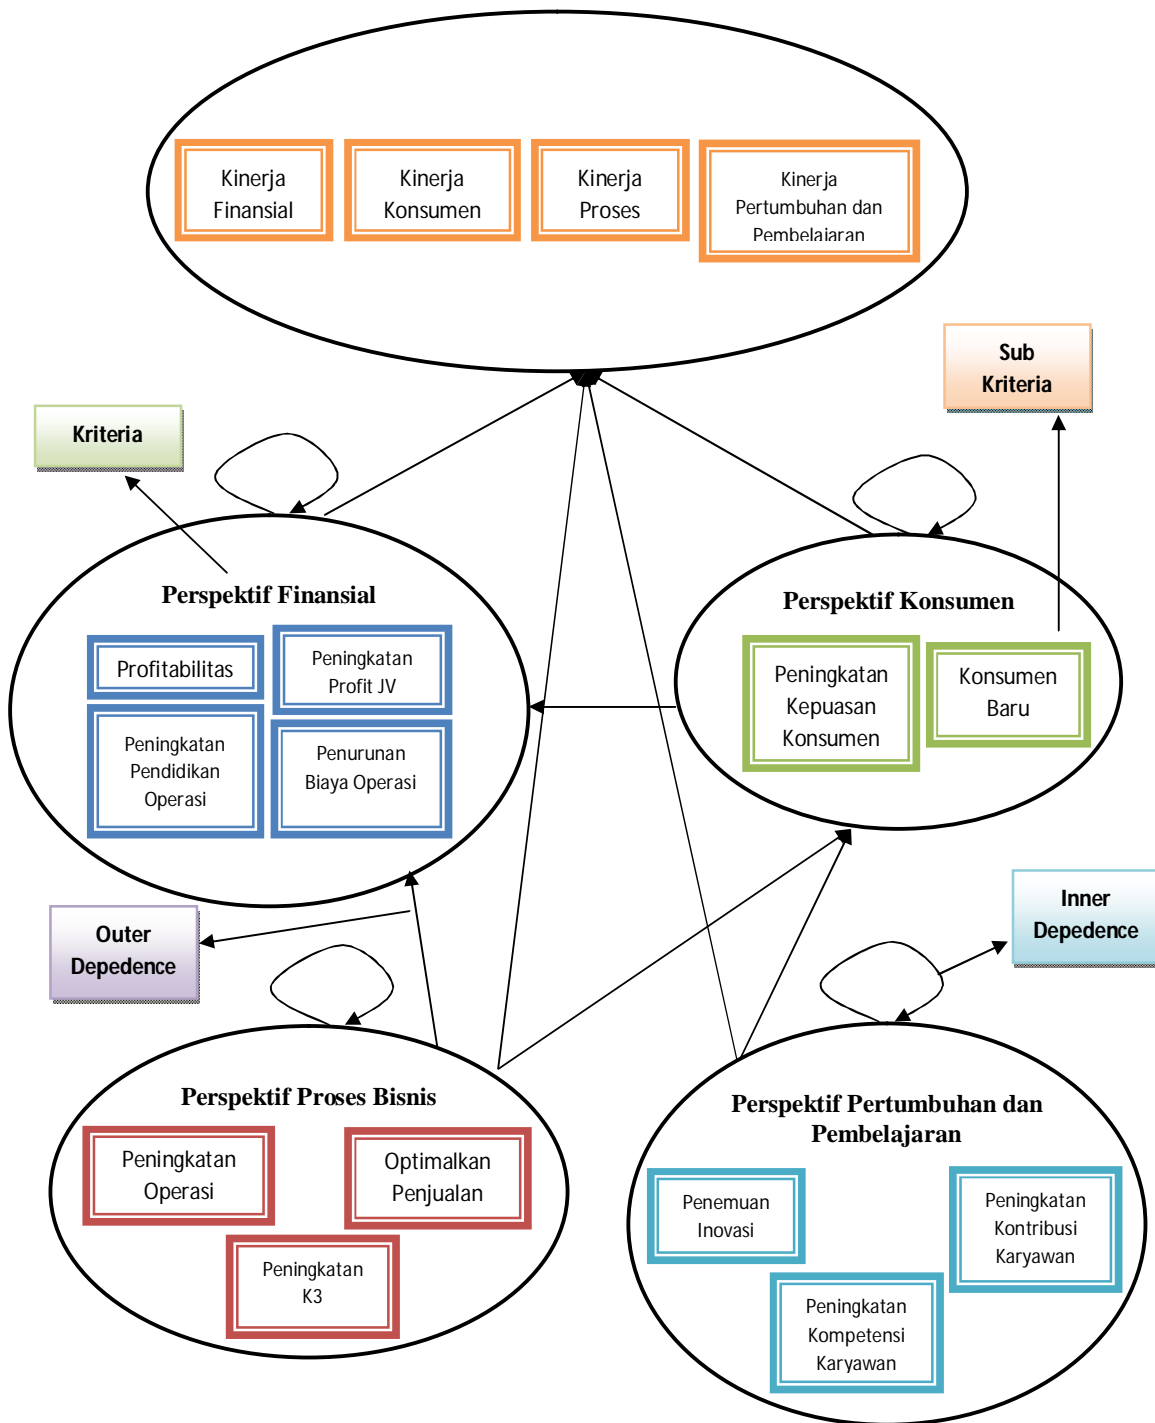 Kinerja
Finansial
Kinerja
Konsumen
Kinerja
Proses
Kinerja
Pertumbuhan dan
Pembelajaran
Sub
Kriteria
Kriteria
Perspektif Finansial
Profitabilitas
Peningkatan
Profit JV
Peningkatan
Pendidikan
Operasi
Penurunan
Biaya Operasi
Perspektif Konsumen
Peningkatan
Kepuasan
Konsumen
Konsumen
Baru
Outer
Depedence
Inner
Depedence
Perspektif Proses Bisnis
Peningkatan
Operasi
Optimalkan
Penjualan
Peningkatan
K3
Perspektif Pertumbuhan dan
Pembelajaran
Penemuan
Inovasi
Peningkatan
Kontribusi
Karyawan
Peningkatan
Kompetensi
Karyawan